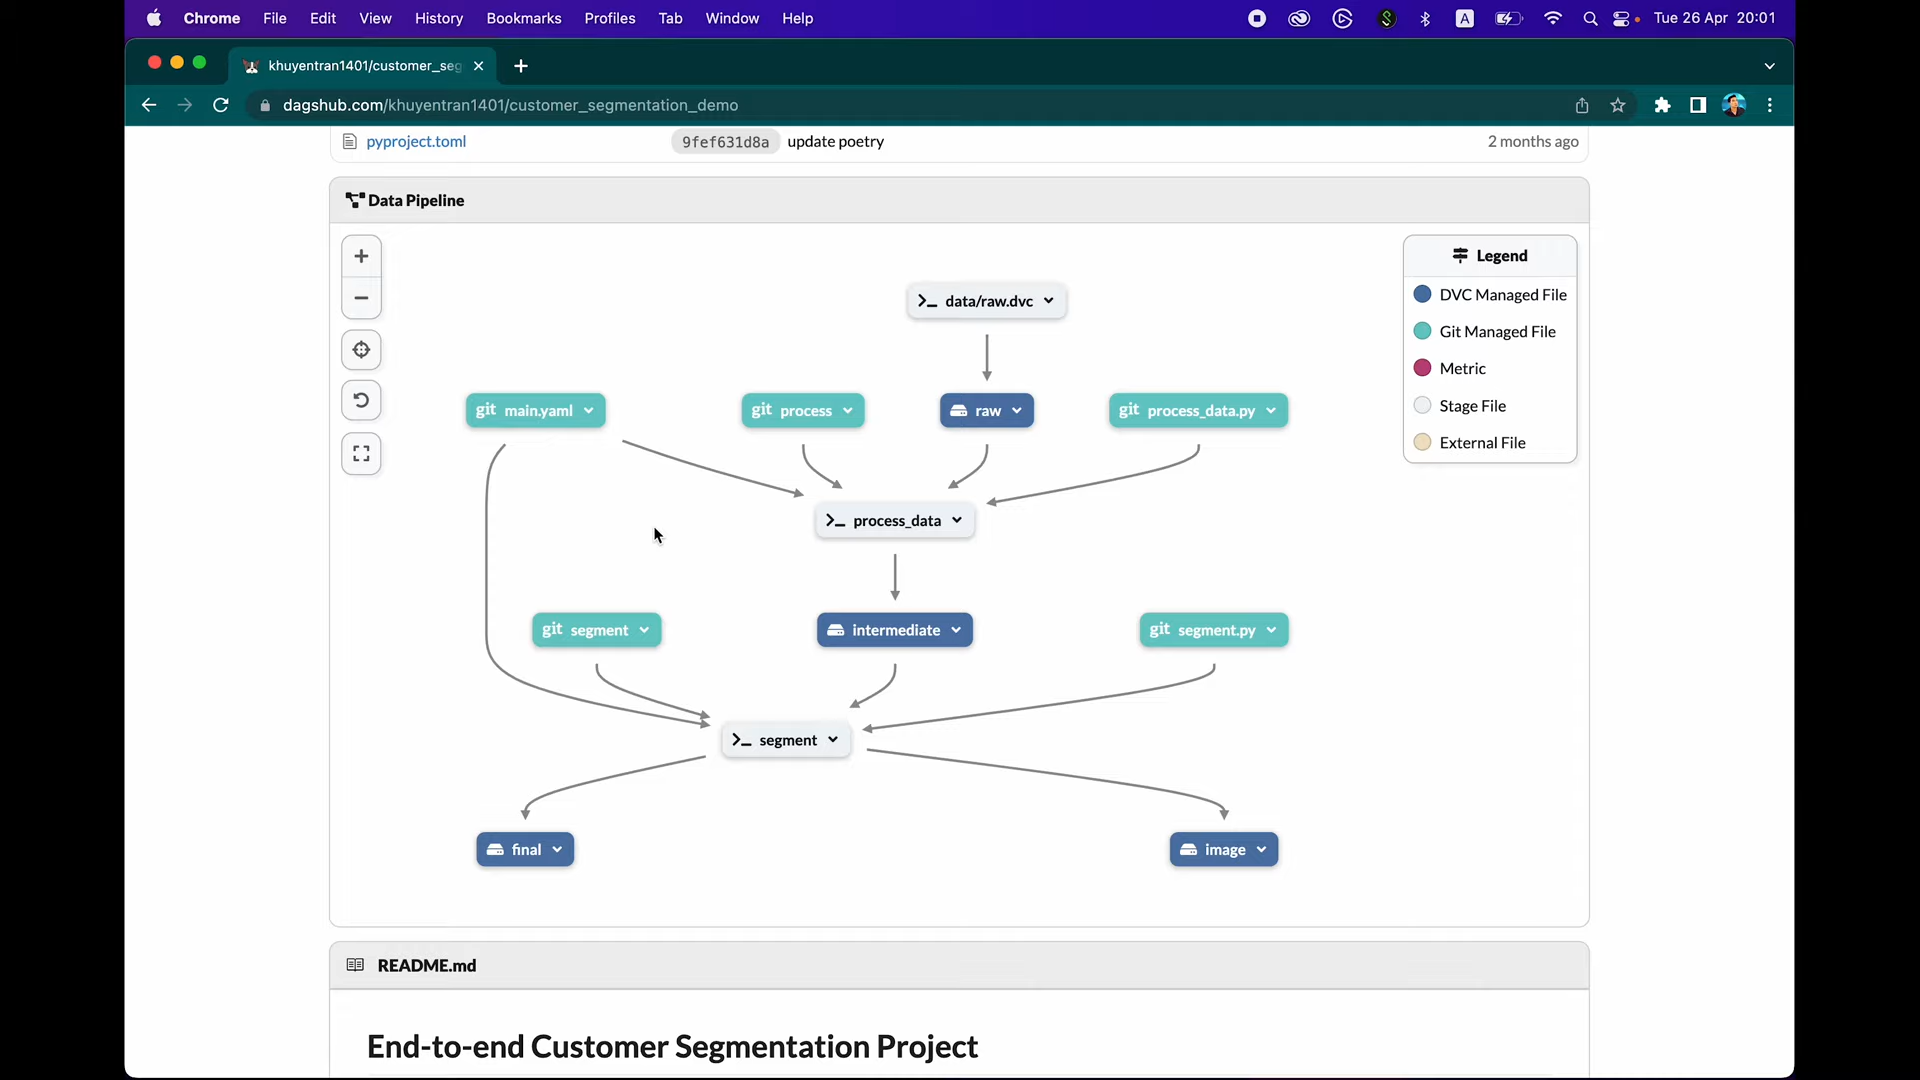 Chrome File Edit View History Bookmarks Profiles Tab Window Help A Tue 26 Apr 20:01
khuyentran1401/customer_seg
dagshub.com/khuyentran1401/customer_segmentation_demo
pyproject.toml 9fef631d8a update poetry 2 months ago
Data Pipeline
Legend
DVC Managed File
Git Managed File
Metric
Stage File
External File
>_ data/raw.dvc
git main.yaml git process raw git process_data.py
>_ process_data
git segment intermediate git segment.py
>_ segment
final image
README.md
End-to-end Customer Segmentation Project